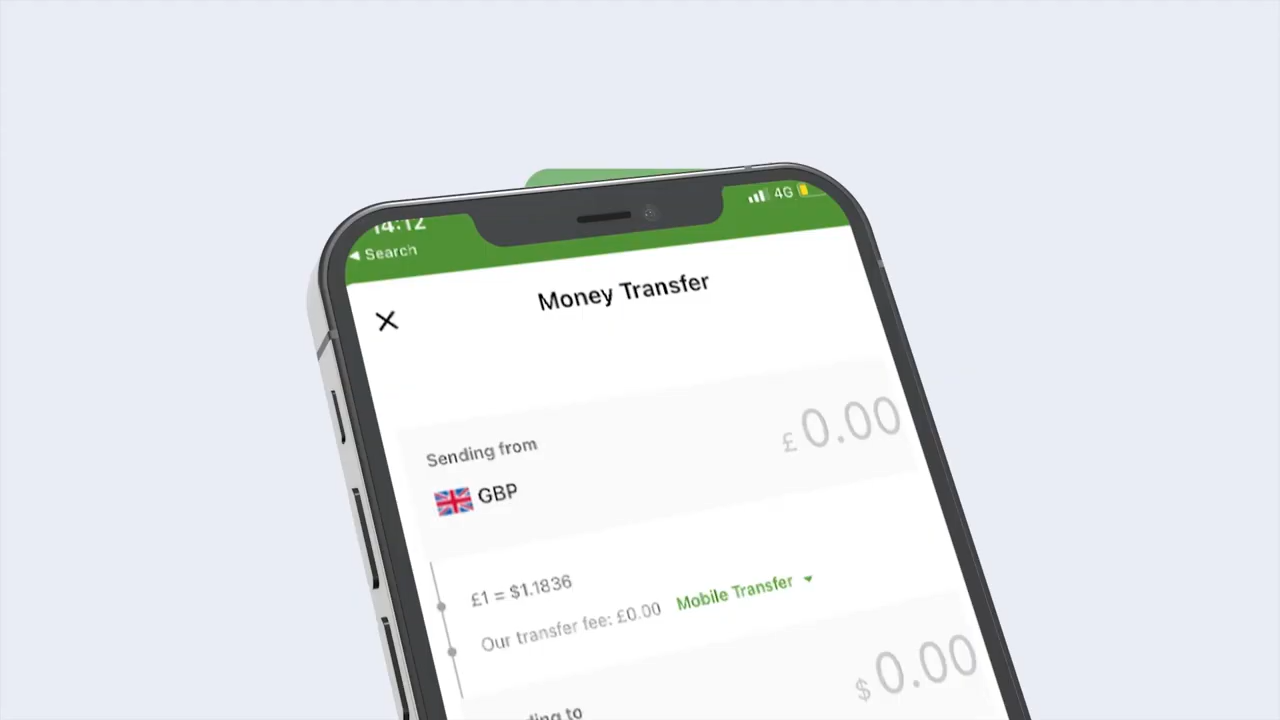 14:12
4G
◀ Search
Money Transfer
Sending from
£ 0.00
GBP
£1 = $1.1836
Our transfer fee: £0.00 Mobile Transfer
$ 0.00
to